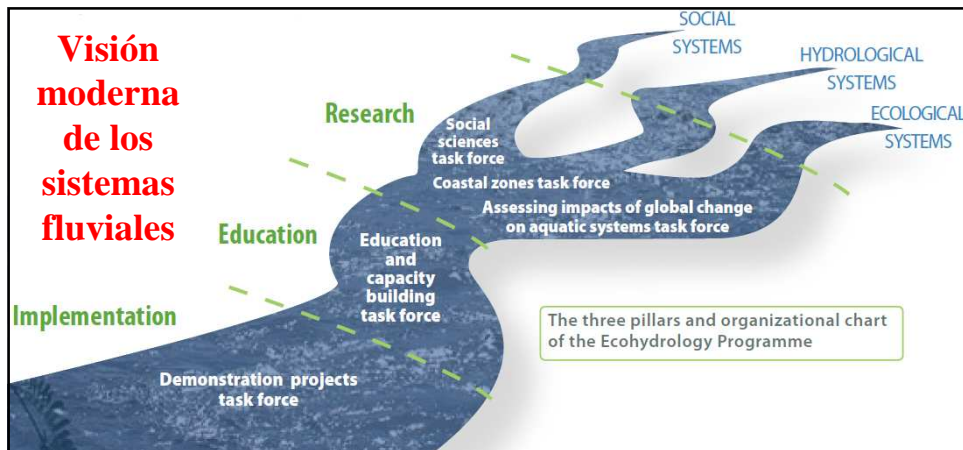 Visión
moderna
de los
sistemas
fluviales
SOCIAL
SYSTEMS
HYDROLOGICAL
SYSTEMS
ECOLOGICAL
SYSTEMS
Research
Social
sciences
task force
Coastal zones task force
Assessing impacts of global change
on aquatic systems task force
Education
Education
and
capacity
building
task force
Implementation
Demonstration projects
task force
The three pillars and organizational chart
of the Ecohydrology Programme